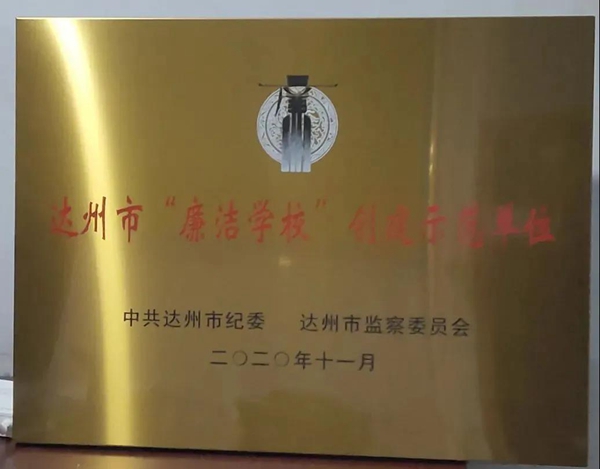 达州市“廉洁学校”创建示范单位
中共达州市纪委 达州市监察委员会
二〇二〇年十一月